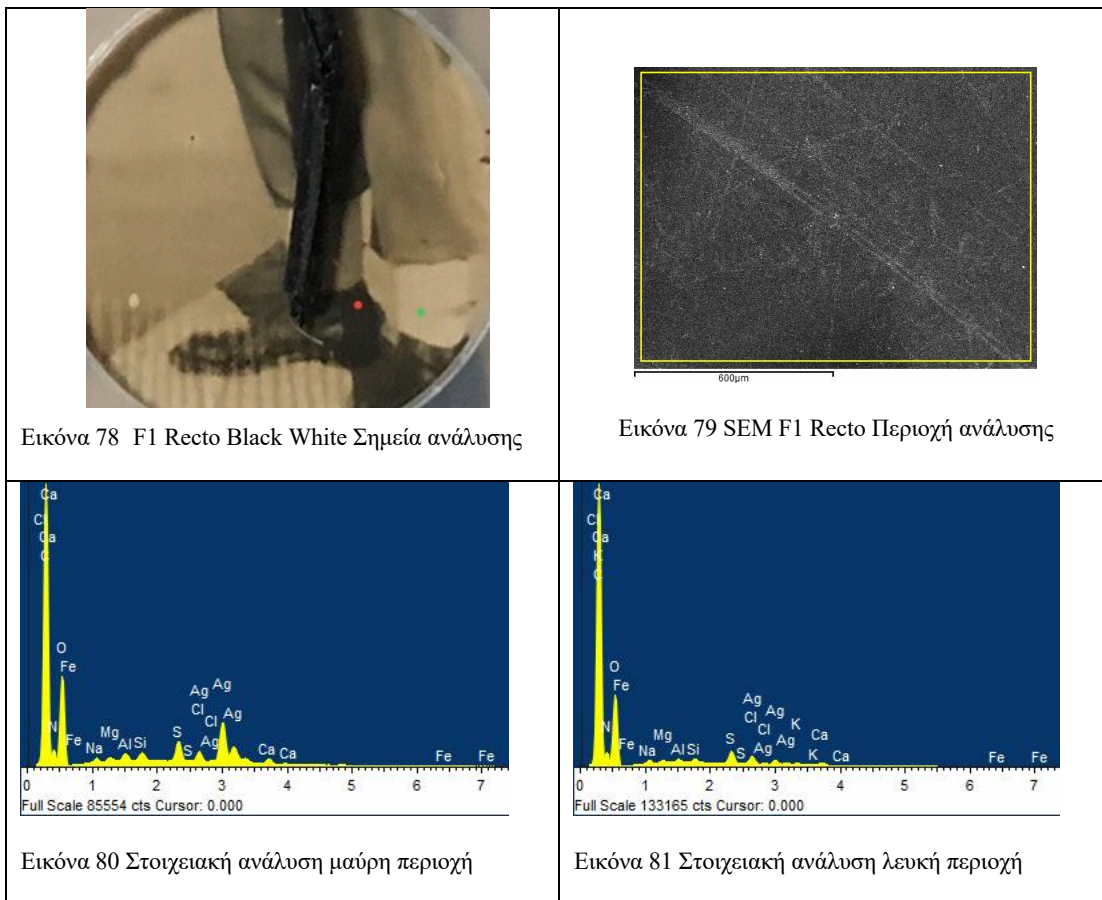 Εικόνα 78 F1 Recto Black White Σημεία ανάλυσης
600μm
Εικόνα 79 SEM F1 Recto Περιοχή ανάλυσης
Ca
Cl
Ca
C
O
Fe
N
Fe
Na
Mg
Al
Si
S
S
Ag
Cl
Ag
Cl
Ag
Ag
Ca
Ca
Fe
Fe
0 1 2 3 4 5 6 7
Full Scale 85554 cts Cursor: 0.000
Εικόνα 80 Στοιχειακή ανάλυση μαύρη περιοχή
Ca
Cl
Ca
K
C
O
Fe
N
Fe
Na
Mg
Al
Si
S
S
Ag
Cl
Ag
Cl
Ag
Ag
K
K
Ca
Ca
Fe
Fe
0 1 2 3 4 5 6 7
Full Scale 133165 cts Cursor: 0.000
Εικόνα 81 Στοιχειακή ανάλυση λευκή περιοχή